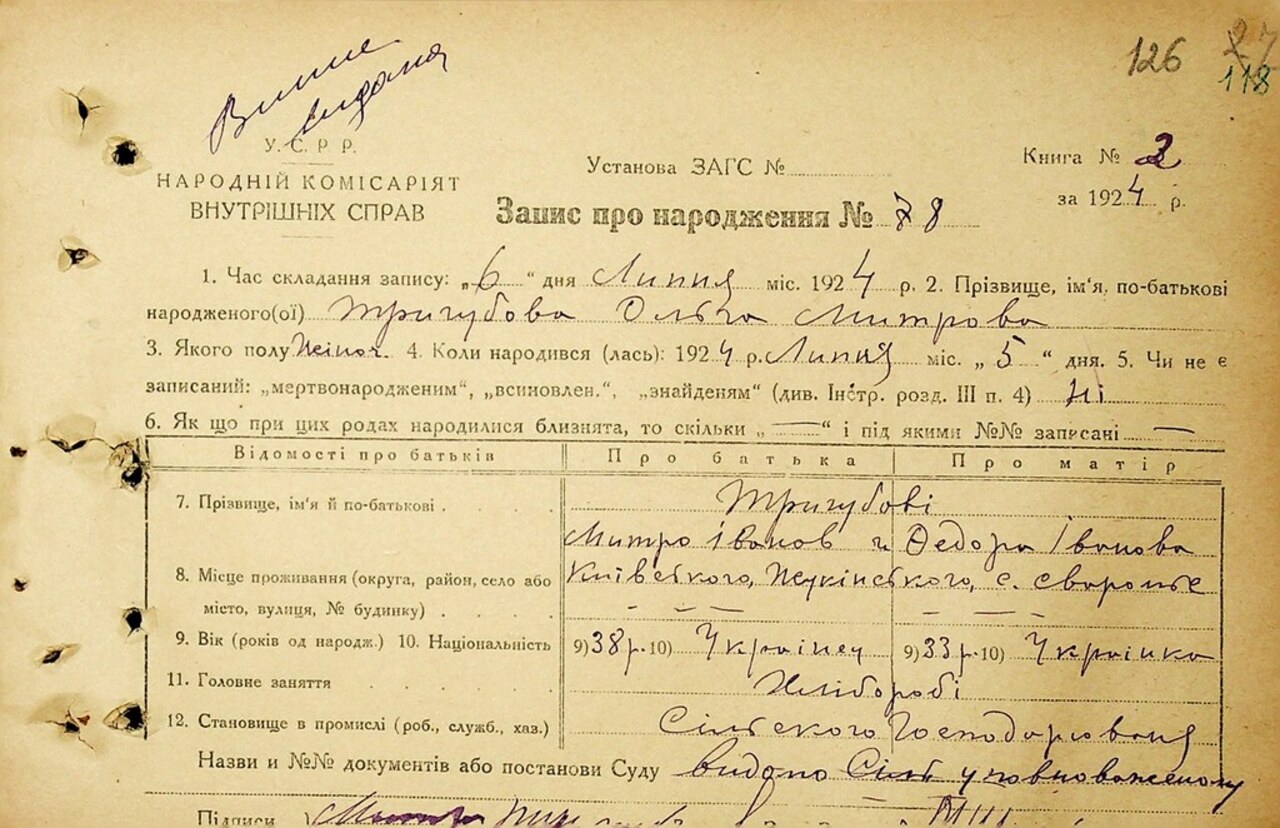 126 27
118
Випис
видана
У.С.Р.Р.
НАРОДНІЙ КОМІСАРІЯТ
ВНУТРІШНІХ СПРАВ
Установа ЗАГС №
Книга № 2
за 1924 р.
Запис про народження № 78
1. Час складання запису: „6“ дня Липня міс. 1924 р. 2. Прізвище, ім'я, по-батькові
народженого(ої) Тригубова Ольга Митрова
3. Якого полу Жіноч. 4. Коли народився (лась): 1924 р. Липня міс. „5“ дня. 5. Чи не є
записаний: „мертвонародженим“, „всиновлен.“, „знайденям“ (див. Інстр. розд. III п. 4) Ні
6. Як що при цих родах народилися близнята, то скільки „—“ і під якими №№ записані —
Відомості про батьків Про батька Про матір
7. Прізвище, ім'я й по-батькові Тригубові
Митро Іванов и Федора Іванова
8. Місце проживання (округа, район, село або Київського, Жукінського, с. Сваромье
місто, вулиця, № будинку)
9. Вік (років од народж.) 10. Національність 9) 38 р. 10) Українец 9) 33 р. 10) Українка
11. Головне заняття Хлібороби
12. Становище в промислі (роб., служб., хаз.) Сільского Господарювання
Назви и №№ документів або постанови Суду видано Сіль уповноваженому
Підписи